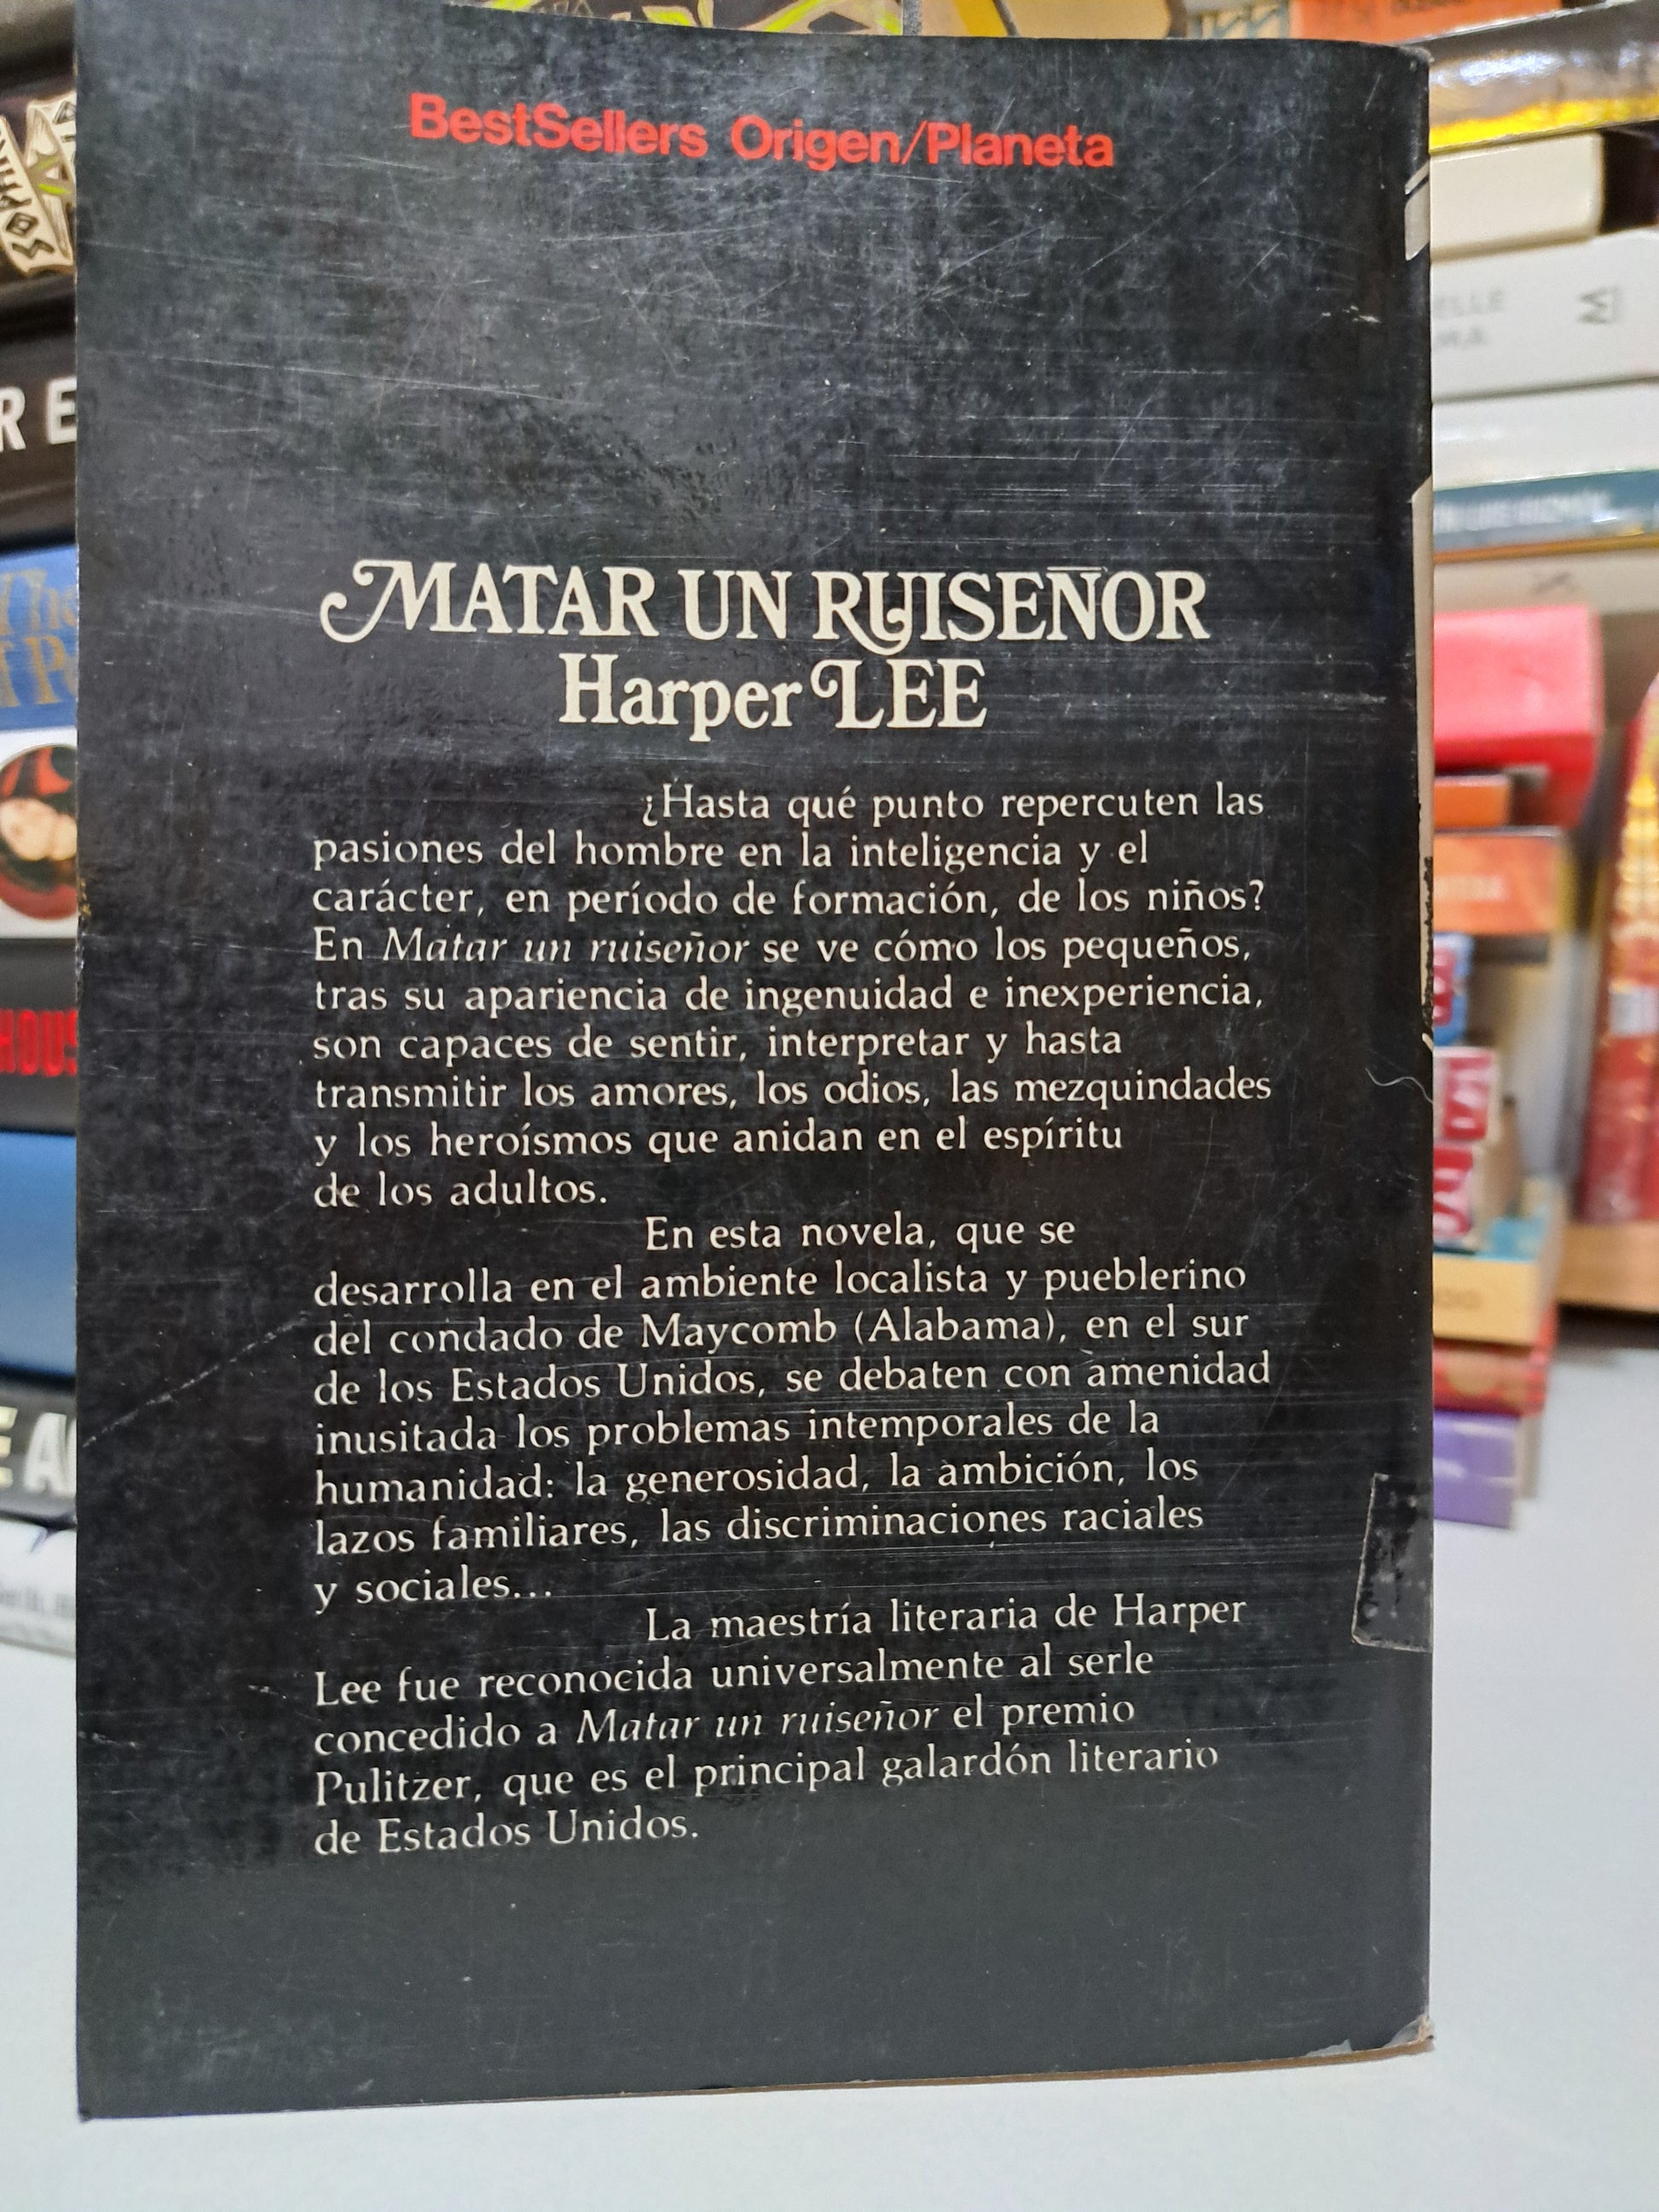 BestSellers Origen/Planeta
MATAR UN RUISEÑOR
Harper LEE
¿Hasta qué punto repercuten las
pasiones del hombre en la inteligencia y el
carácter, en período de formación, de los niños?
En Matar un ruiseñor se ve cómo los pequeños,
tras su apariencia de ingenuidad e inexperiencia,
son capaces de sentir, interpretar y hasta
transmitir los amores, los odios, las mezquindades
y los heroísmos que anidan en el espíritu
de los adultos.
En esta novela, que se
desarrolla en el ambiente localista y pueblerino
del condado de Maycomb (Alabama), en el sur
de los Estados Unidos, se debaten con amenidad
inusitada los problemas intemporales de la
humanidad: la generosidad, la ambición, los
lazos familiares, las discriminaciones raciales
y sociales...
La maestría literaria de Harper
Lee fue reconocida universalmente al serle
concedido a Matar un ruiseñor el premio
Pulitzer, que es el principal galardón literario
de Estados Unidos.